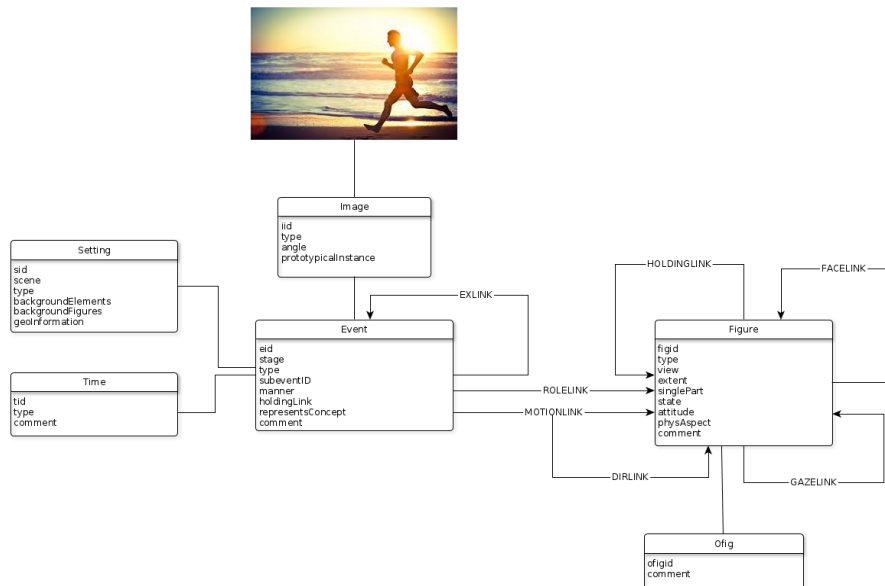 Image
iid
type
angle
prototypicalInstance
Setting
sid
scene
type
backgroundElements
backgroundFigures
geoInformation
Time
tid
type
comment
EXLINK
Event
eid
stage
type
subeventID
manner
holdingLink
representsConcept
comment
ROLELINK
MOTIONLINK
DIRLINK
HOLDINGLINK
FACELINK
Figure
figid
type
view
extent
singlePart
state
attitude
physAspect
comment
GAZELINK
Ofig
ofigid
comment